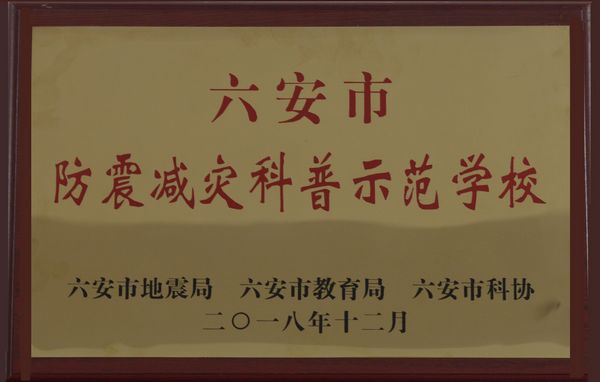 六安市
防震减灾科普示范学校
六安市地震局 六安市教育局 六安市科协
二〇一八年十二月